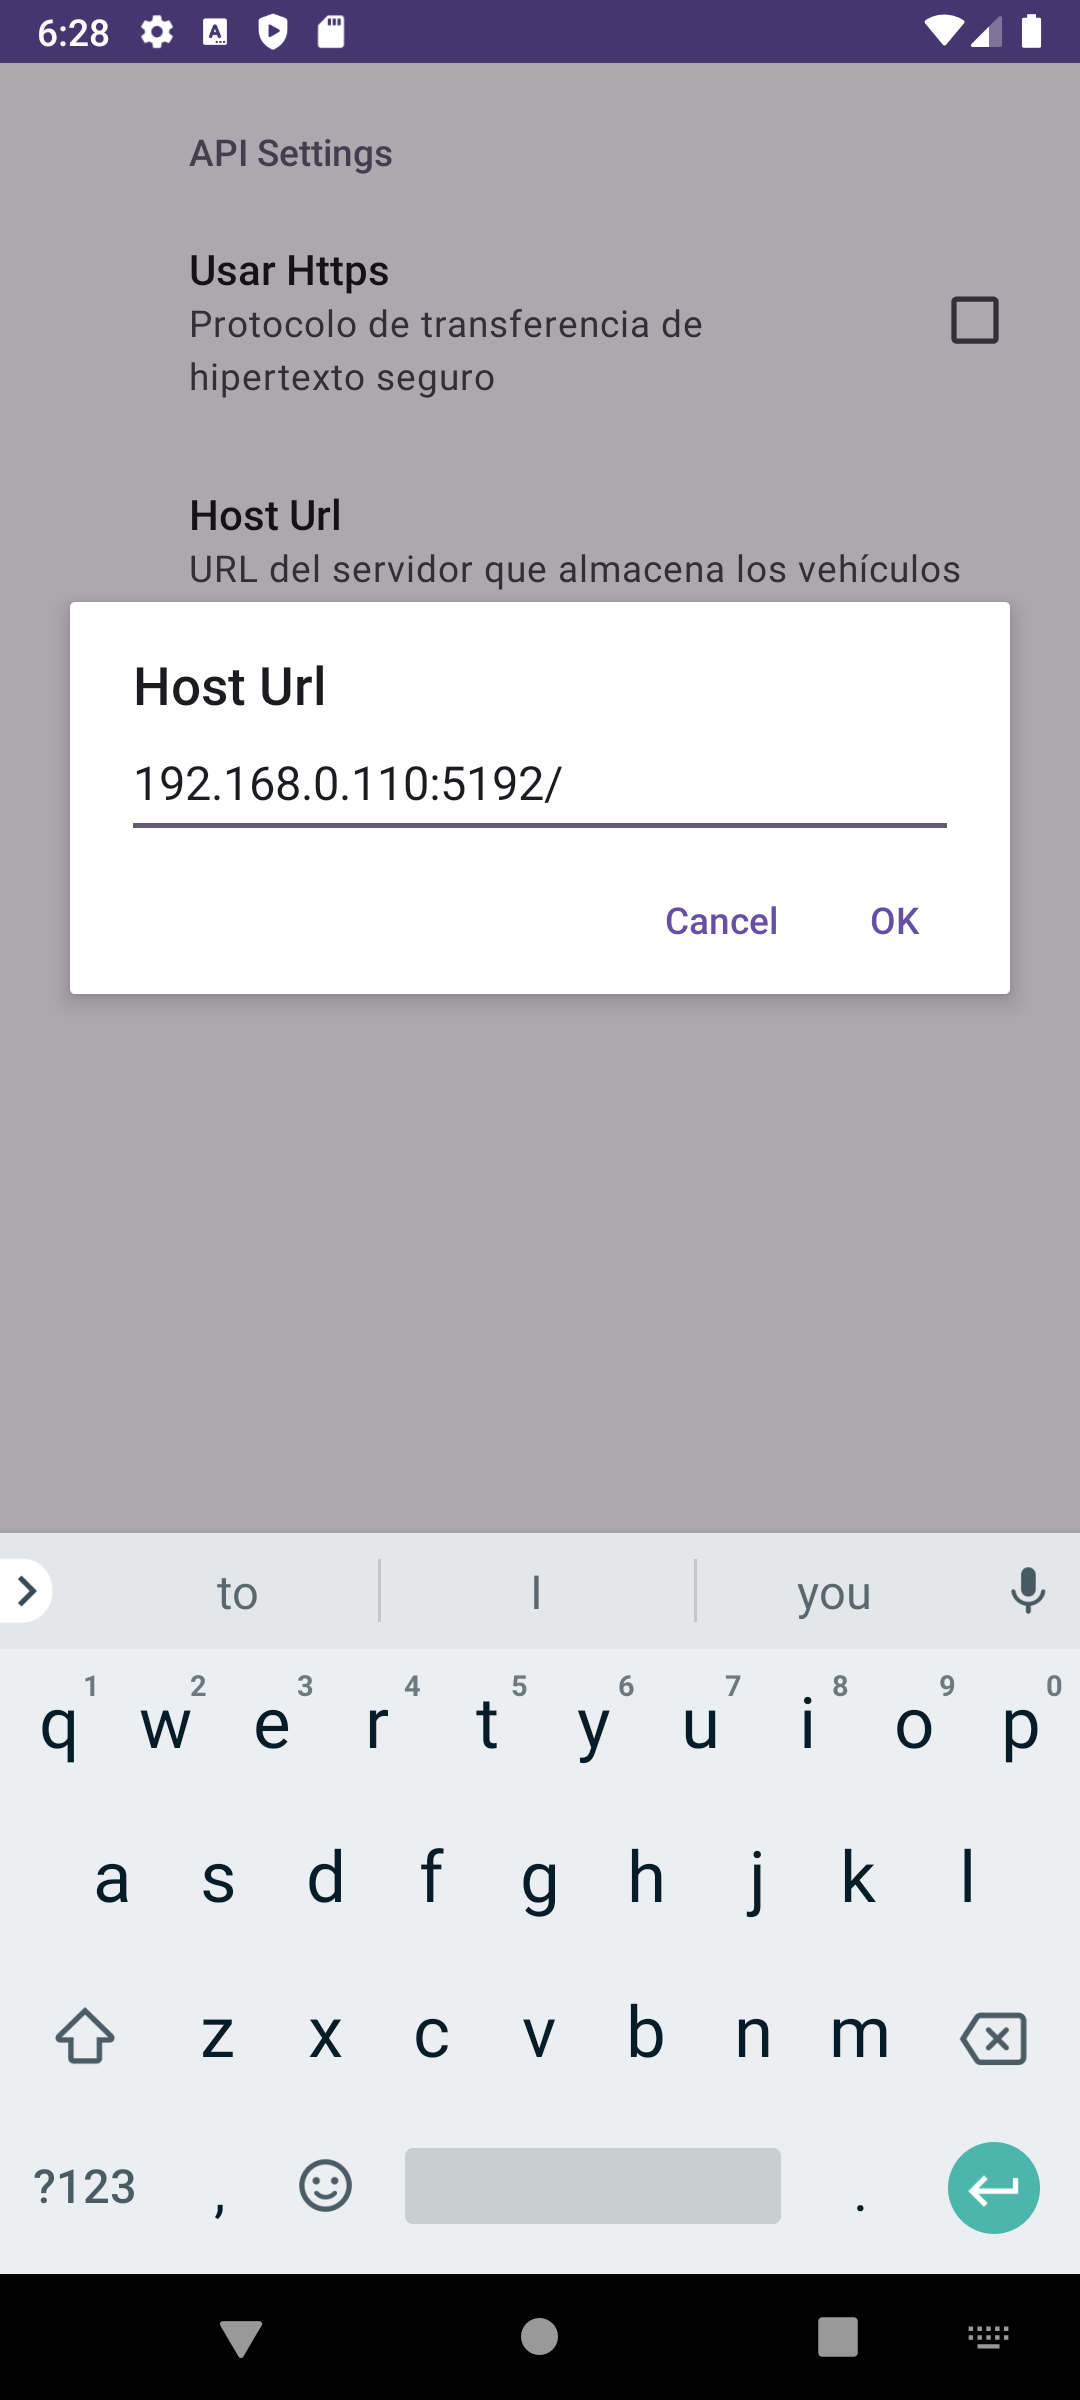 6:28
API Settings
Usar Https
Protocolo de transferencia de
hipertexto seguro
Host Url
URL del servidor que almacena los vehículos
Host Url
192.168.0.110:5192/
Cancel OK
to I you
1 2 3 4 5 6 7 8 9 0
q w e r t y u i o p
a s d f g h j k l
z x c v b n m
?123 , .